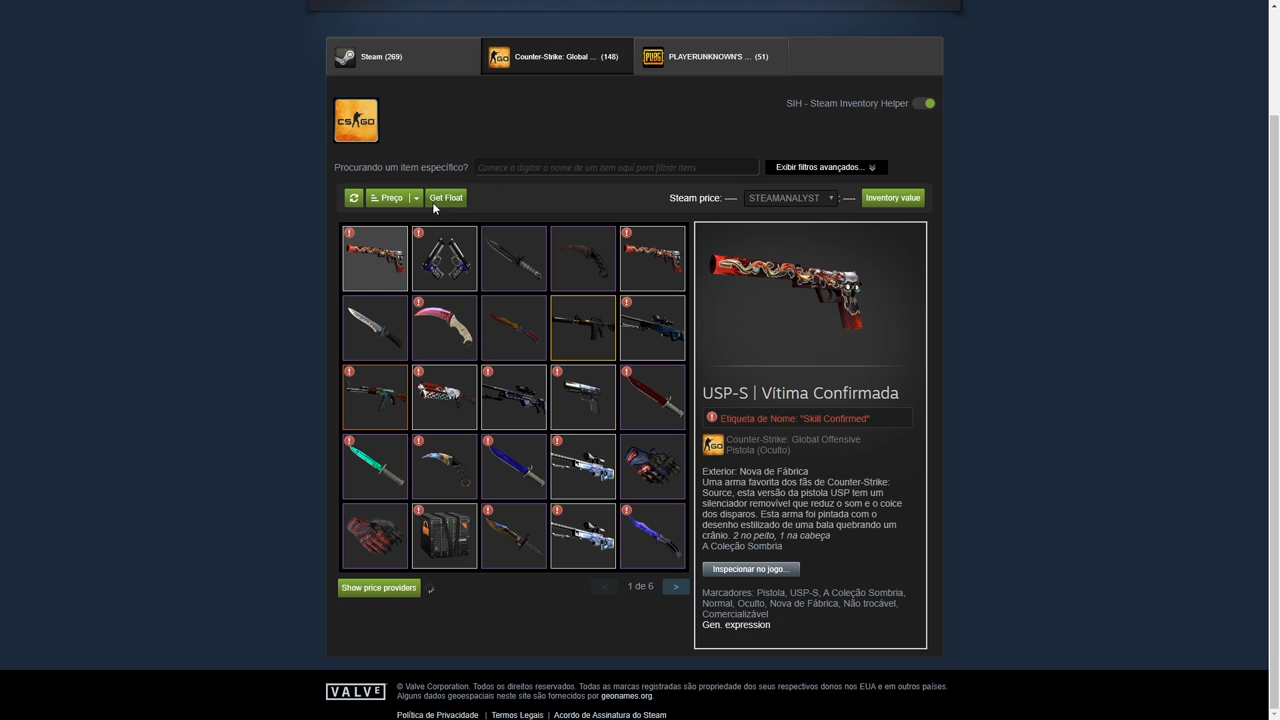 Steam (269)
Counter-Strike: Global ... (148)
PUBG
PLAYERUNKNOWN'S ... (51)
SIH - Steam Inventory Helper
CS GO
Procurando um item específico?
Comece a digitar o nome de um item aqui para filtrar itens
Exibir filtros avançados...
Preço
Get Float
Steam price: ----
STEAMANALYST
: ----
Inventory value
USP-S | Vítima Confirmada
Etiqueta de Nome: "Skill Confirmed"
Counter-Strike: Global Offensive
Pistola (Oculto)
Exterior: Nova de Fábrica
Uma arma favorita dos fãs de Counter-Strike:
Source, esta versão da pistola USP tem um
silenciador removível que reduz o som e o coice
dos disparos. Esta arma foi pintada com o
desenho estilizado de uma bala quebrando um
crânio. 2 no peito, 1 na cabeça
A Coleção Sombria
Inspecionar no jogo...
Marcadores: Pistola, USP-S, A Coleção Sombria,
Normal, Oculto, Nova de Fábrica, Não trocável,
Comercializável
Gen. expression
Show price providers
<
1 de 6
>
VALVE
© Valve Corporation. Todos os direitos reservados. Todas as marcas registradas são propriedade dos seus respectivos donos nos EUA e em outros países.
Alguns dados geoespaciais neste site são fornecidos por geonames.org.
Política de Privacidade | Termos Legais | Acordo de Assinatura do Steam